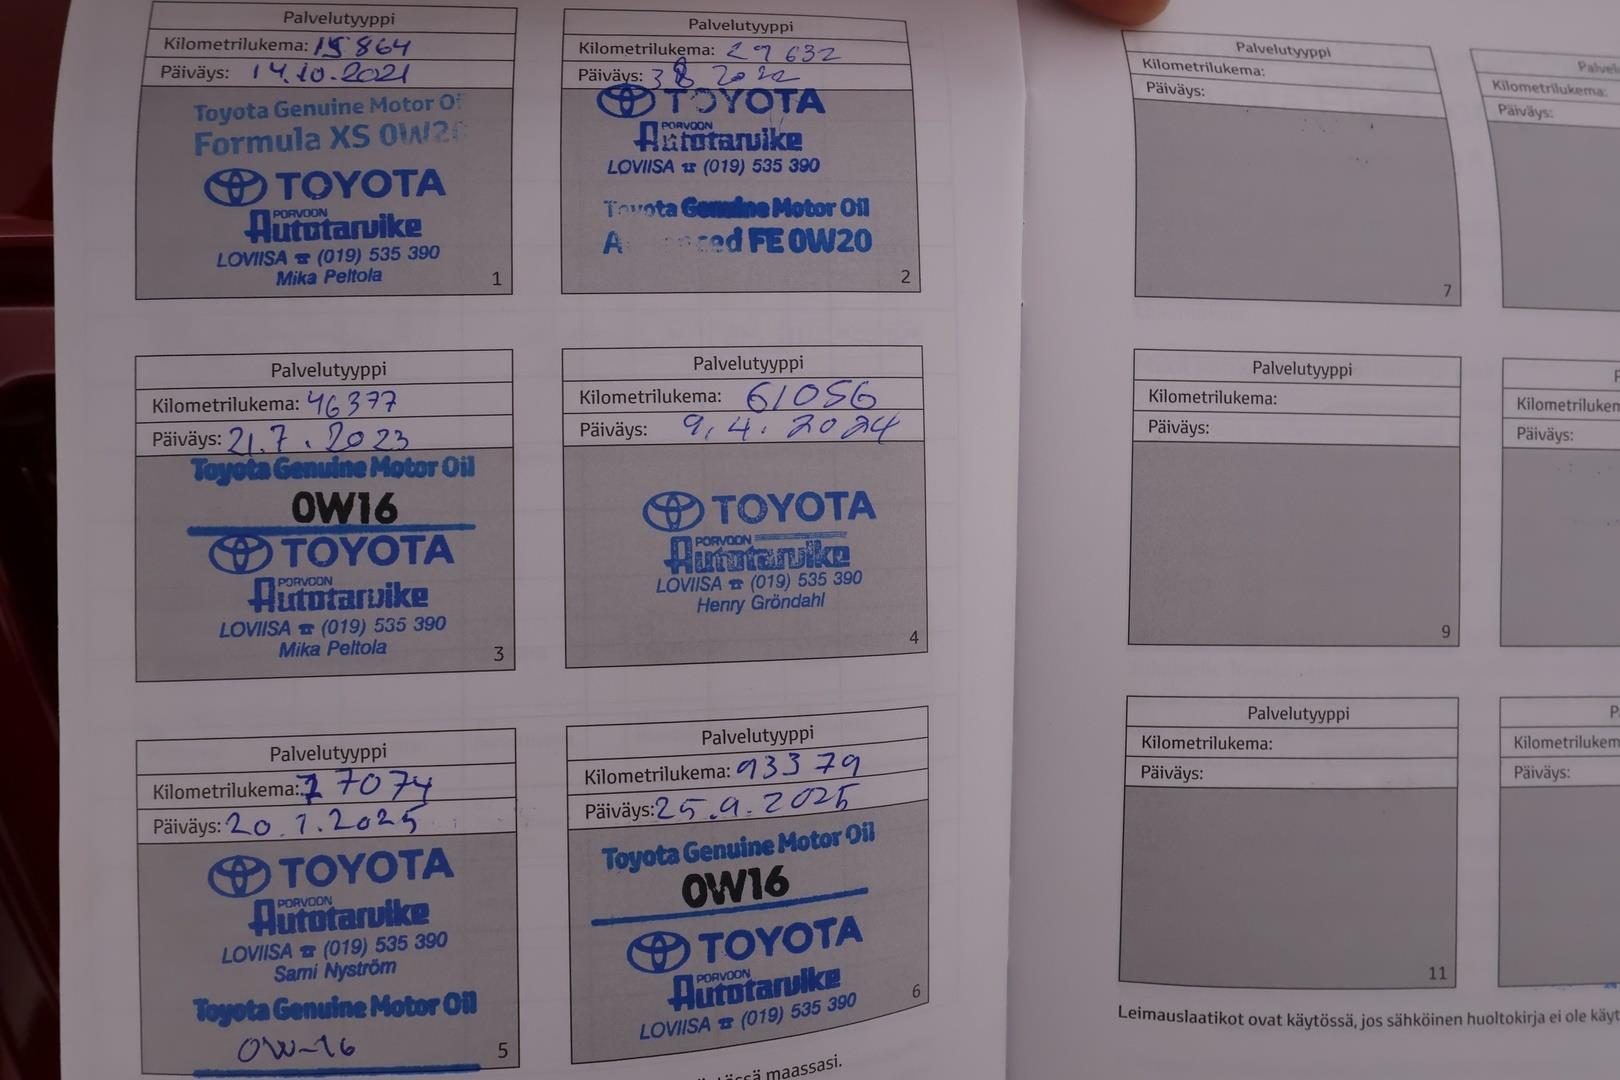 Palvelutyyppi
Kilometrilukema: 15 864
Päiväys: 14.10.2021
Toyota Genuine Motor Oi
Formula XS 0W20
TOYOTA
PORVOON
Autotarvike
LOVIISA ☎ (019) 535 390
Mika Peltola
1
Palvelutyyppi
Kilometrilukema: 29 632
Päiväys: 3 8 2022
TOYOTA
PORVOON
Autotarvike
LOVIISA ☎ (019) 535 390
Toyota Genuine Motor Oil
FE 0W20
2
Palvelutyyppi
Kilometrilukema: 46377
Päiväys: 21.7.2023
Toyota Genuine Motor Oil
0W16
TOYOTA
PORVOON
Autotarvike
LOVIISA ☎ (019) 535 390
Mika Peltola
3
Palvelutyyppi
Kilometrilukema: 61056
Päiväys: 9.4.2024
TOYOTA
PORVOON
Autotarvike
LOVIISA ☎ (019) 535 390
Henry Gröndahl
4
Palvelutyyppi
Kilometrilukema: 77074
Päiväys: 20.1.2025
TOYOTA
PORVOON
Autotarvike
LOVIISA ☎ (019) 535 390
Sami Nyström
Toyota Genuine Motor Oil
0W-16
5
Palvelutyyppi
Kilometrilukema: 93379
Päiväys: 25.9.2025
Toyota Genuine Motor Oil
0W16
TOYOTA
PORVOON
Autotarvike
LOVIISA ☎ (019) 535 390
6
maassasi.
Palvelutyyppi
Kilometrilukema:
Päiväys:
7
Kilometrilukema:
Päiväys:
Palvelutyyppi
Kilometrilukema:
Päiväys:
9
Päiväys:
Palvelutyyppi
Kilometrilukema:
Päiväys:
11
Päiväys:
Leimauslaatikot ovat käytössä, jos sähköinen huoltokirja ei ole